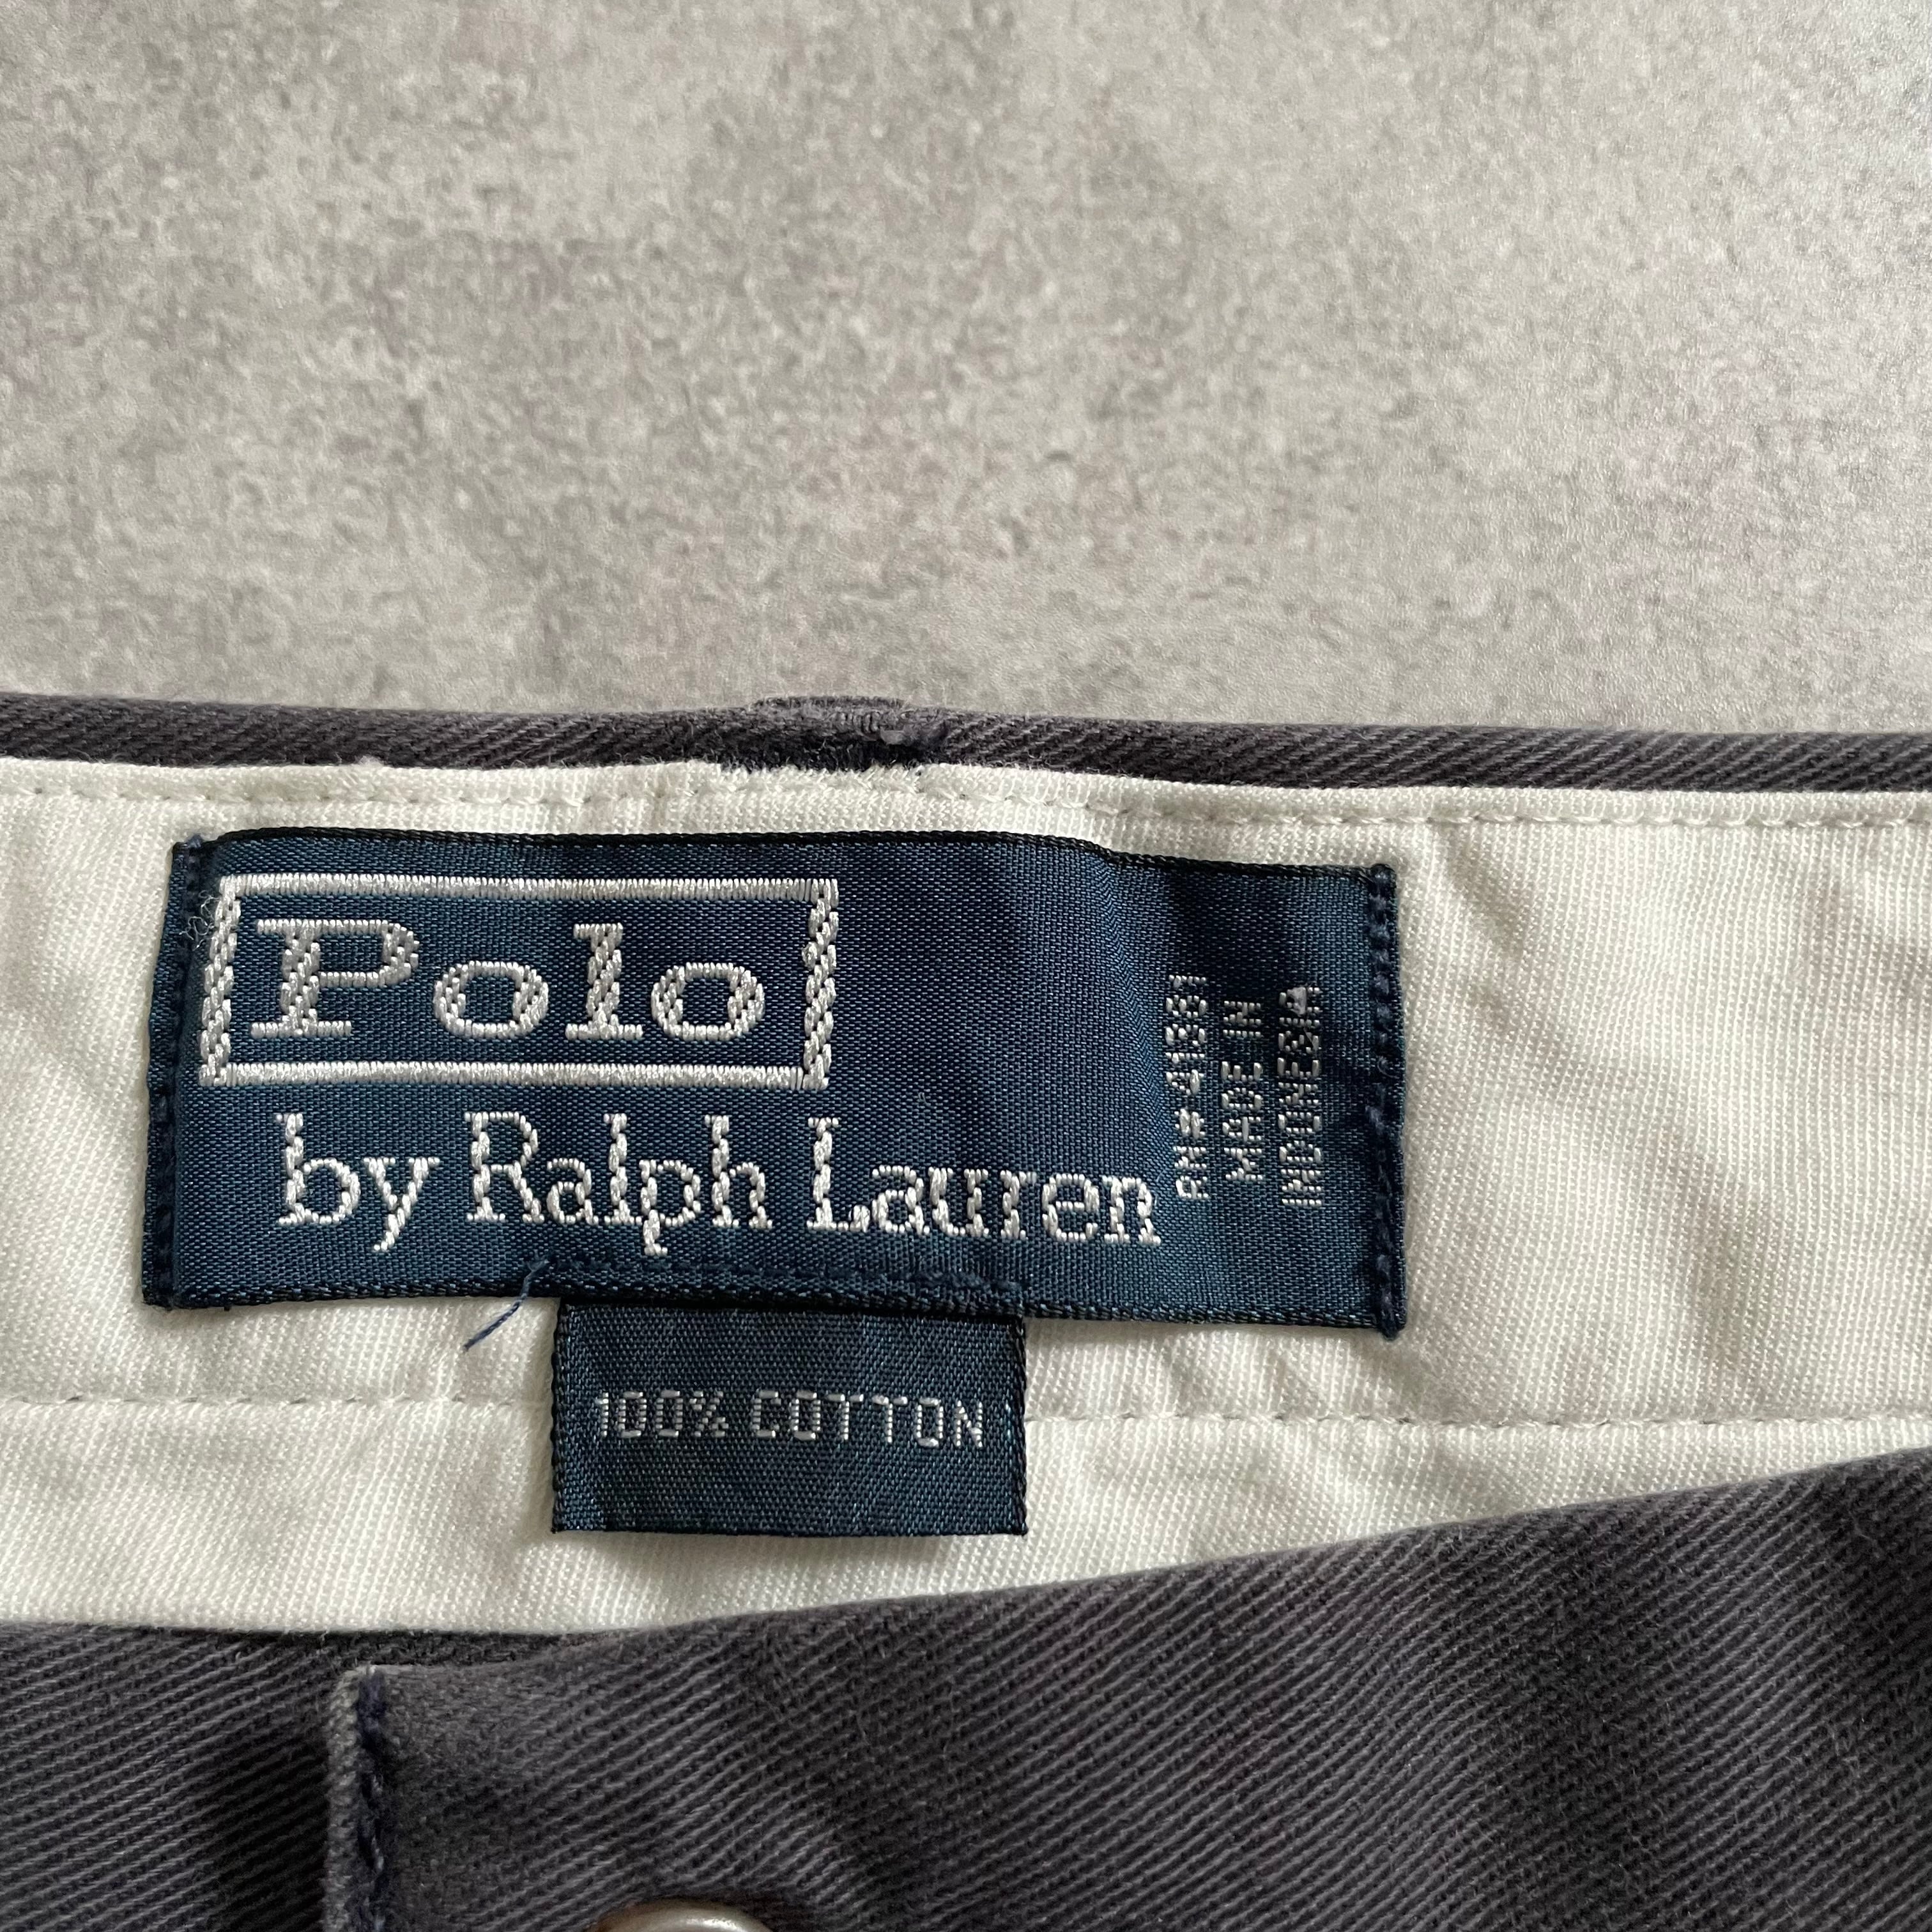 Polo
by Ralph Lauren
RN# 41381
MADE IN
INDONESIA
100% COTTON